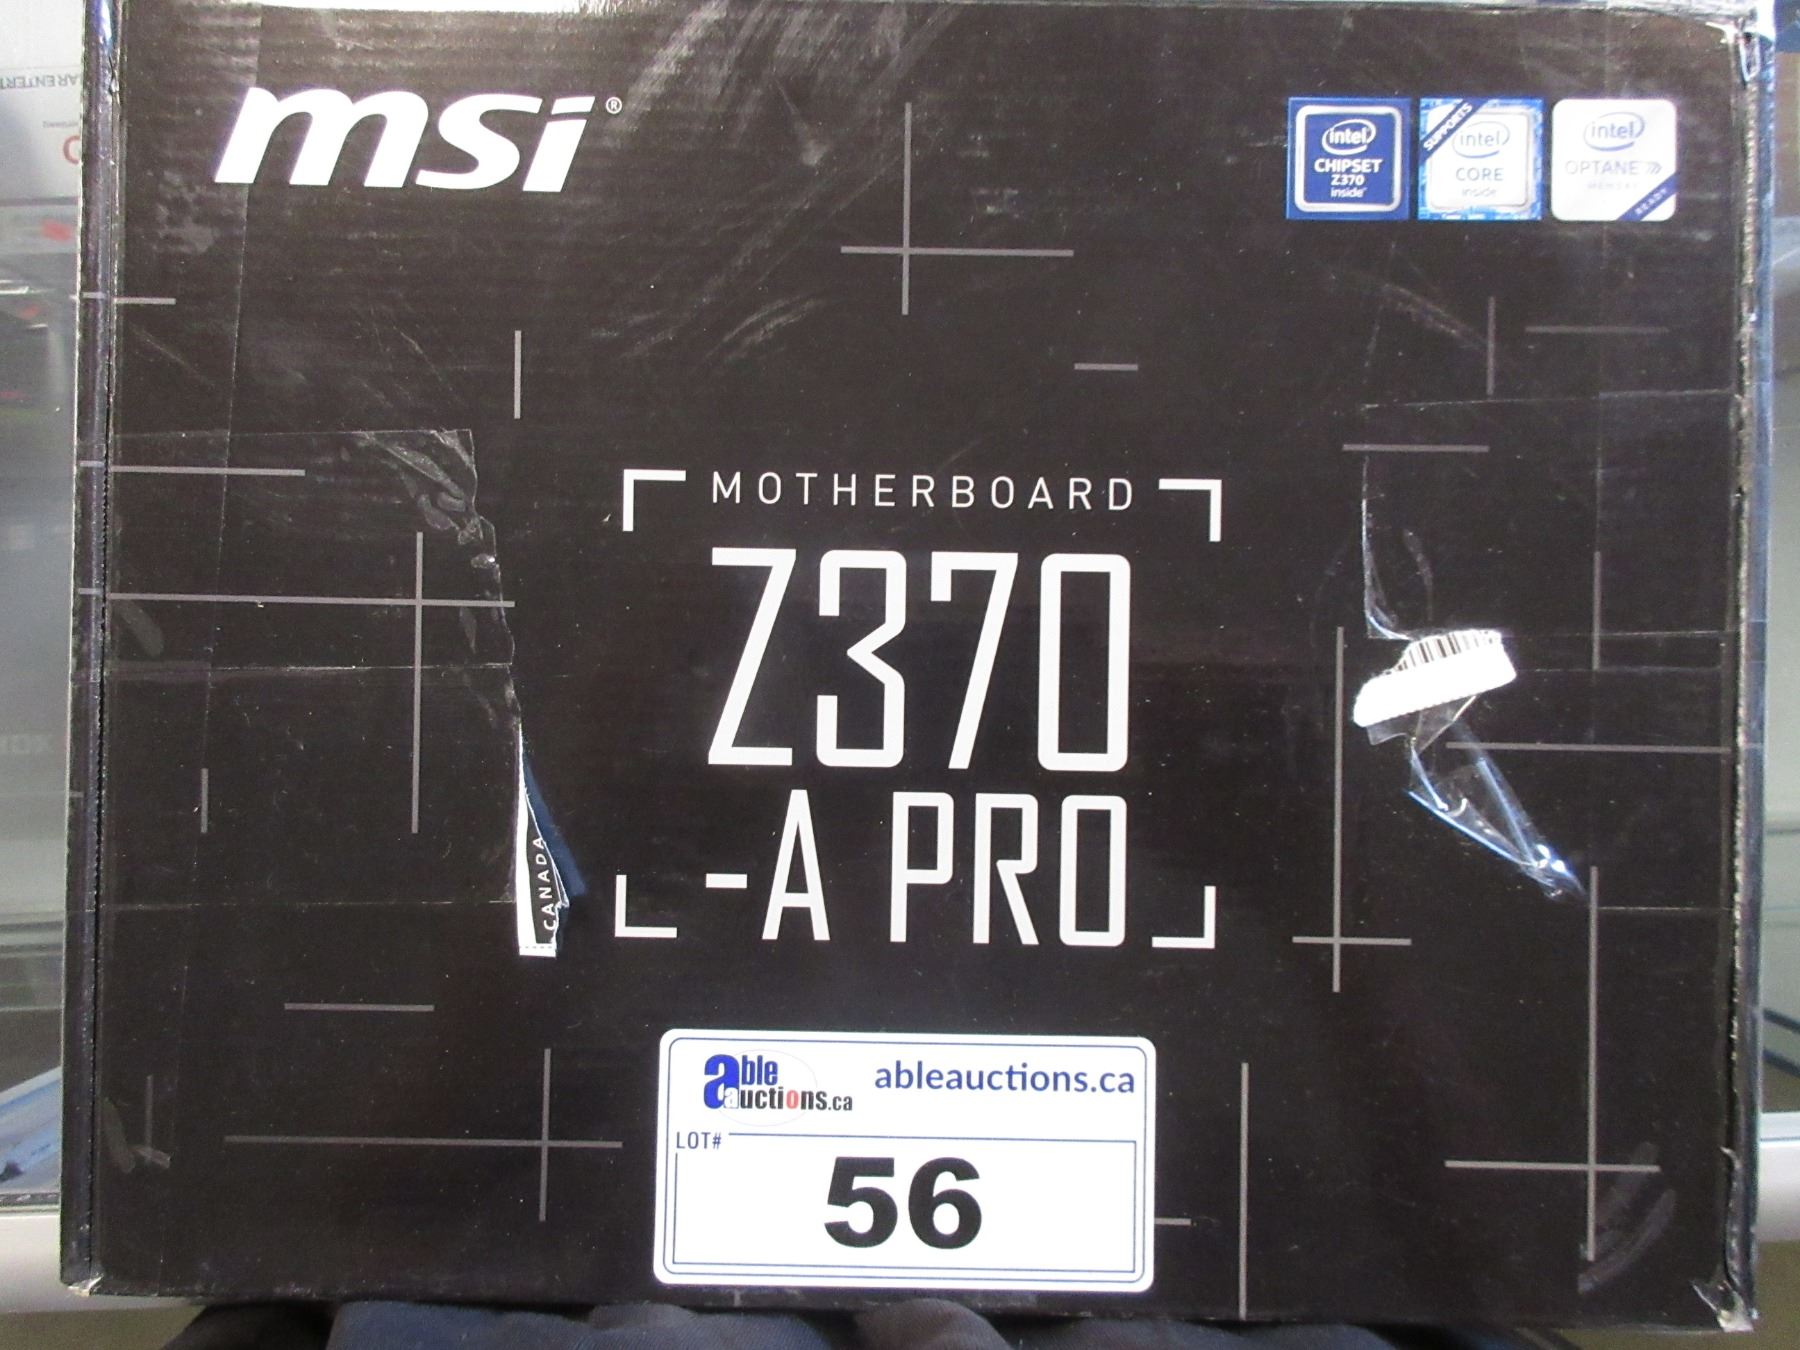 msi®
intel
CHIPSET
Z370
inside™
SUPPORTS
intel
CORE
inside
intel
OPTANE
MEMORY
READY
MOTHERBOARD
Z370
-A PRO
CANADA
able
auctions.ca
ableauctions.ca
LOT#
56